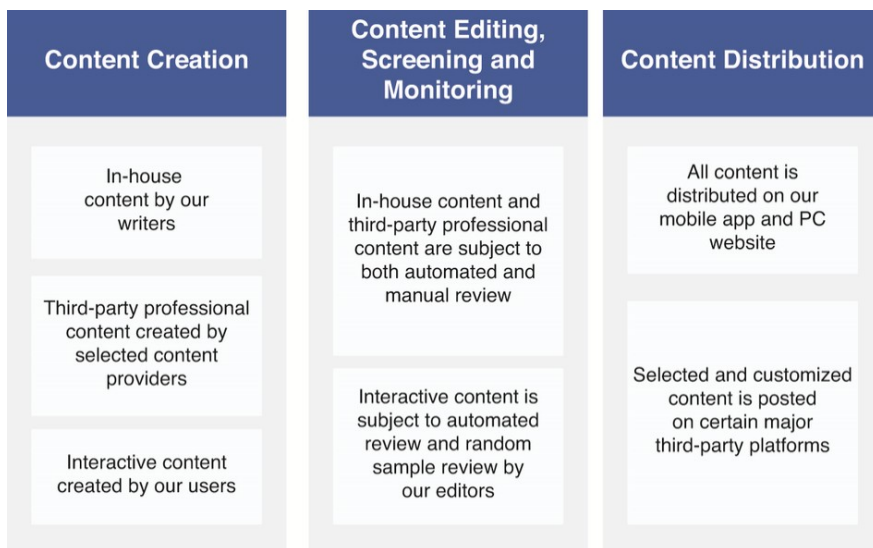 Content Creation
In-house
content by our
writers
Third-party professional
content created by
selected content
providers
Interactive content
created by our users
Content Editing,
Screening and
Monitoring
In-house content and
third-party professional
content are subject to
both automated and
manual review
Interactive content is
subject to automated
review and random
sample review by
our editors
Content Distribution
All content is
distributed on our
mobile app and PC
website
Selected and customized
content is posted
on certain major
third-party platforms